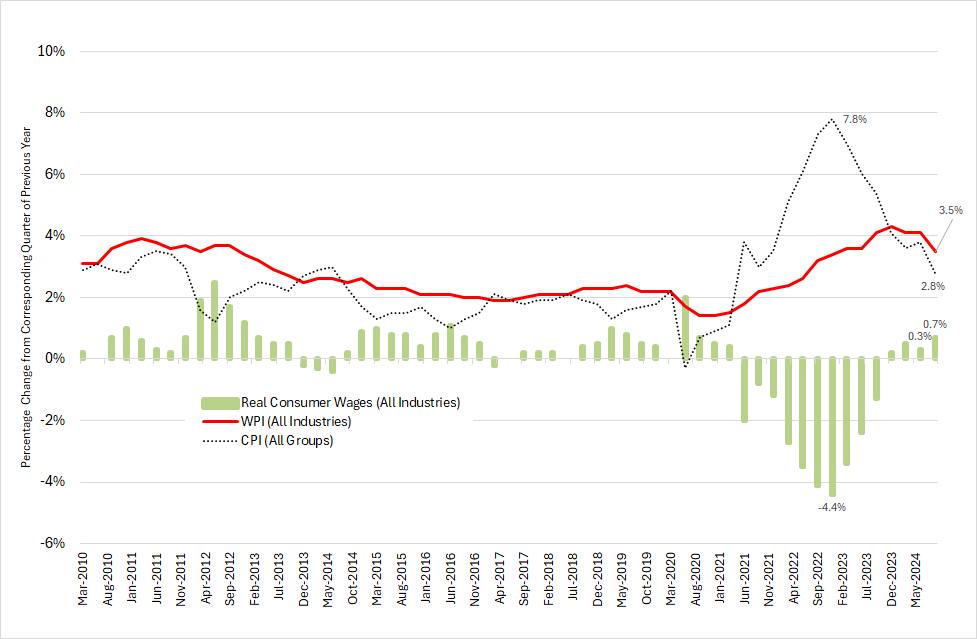 10%
8%
6%
4%
2%
0%
-2%
-4%
-6%
Percentage Change from Corresponding Quarter of Previous Year
7.8%
3.5%
2.8%
0.7%
0.3%
-4.4%
Real Consumer Wages (All Industries)
WPI (All Industries)
CPI (All Groups)
Mar-2010
Aug-2010
Jan-2011
Jun-2011
Nov-2011
Apr-2012
Sep-2012
Feb-2013
Jul-2013
Dec-2013
May-2014
Oct-2014
Mar-2015
Aug-2015
Jan-2016
Jun-2016
Nov-2016
Apr-2017
Sep-2017
Feb-2018
Jul-2018
Dec-2018
May-2019
Oct-2019
Mar-2020
Aug-2020
Jan-2021
Jun-2021
Nov-2021
Apr-2022
Sep-2022
Feb-2023
Jul-2023
Dec-2023
May-2024